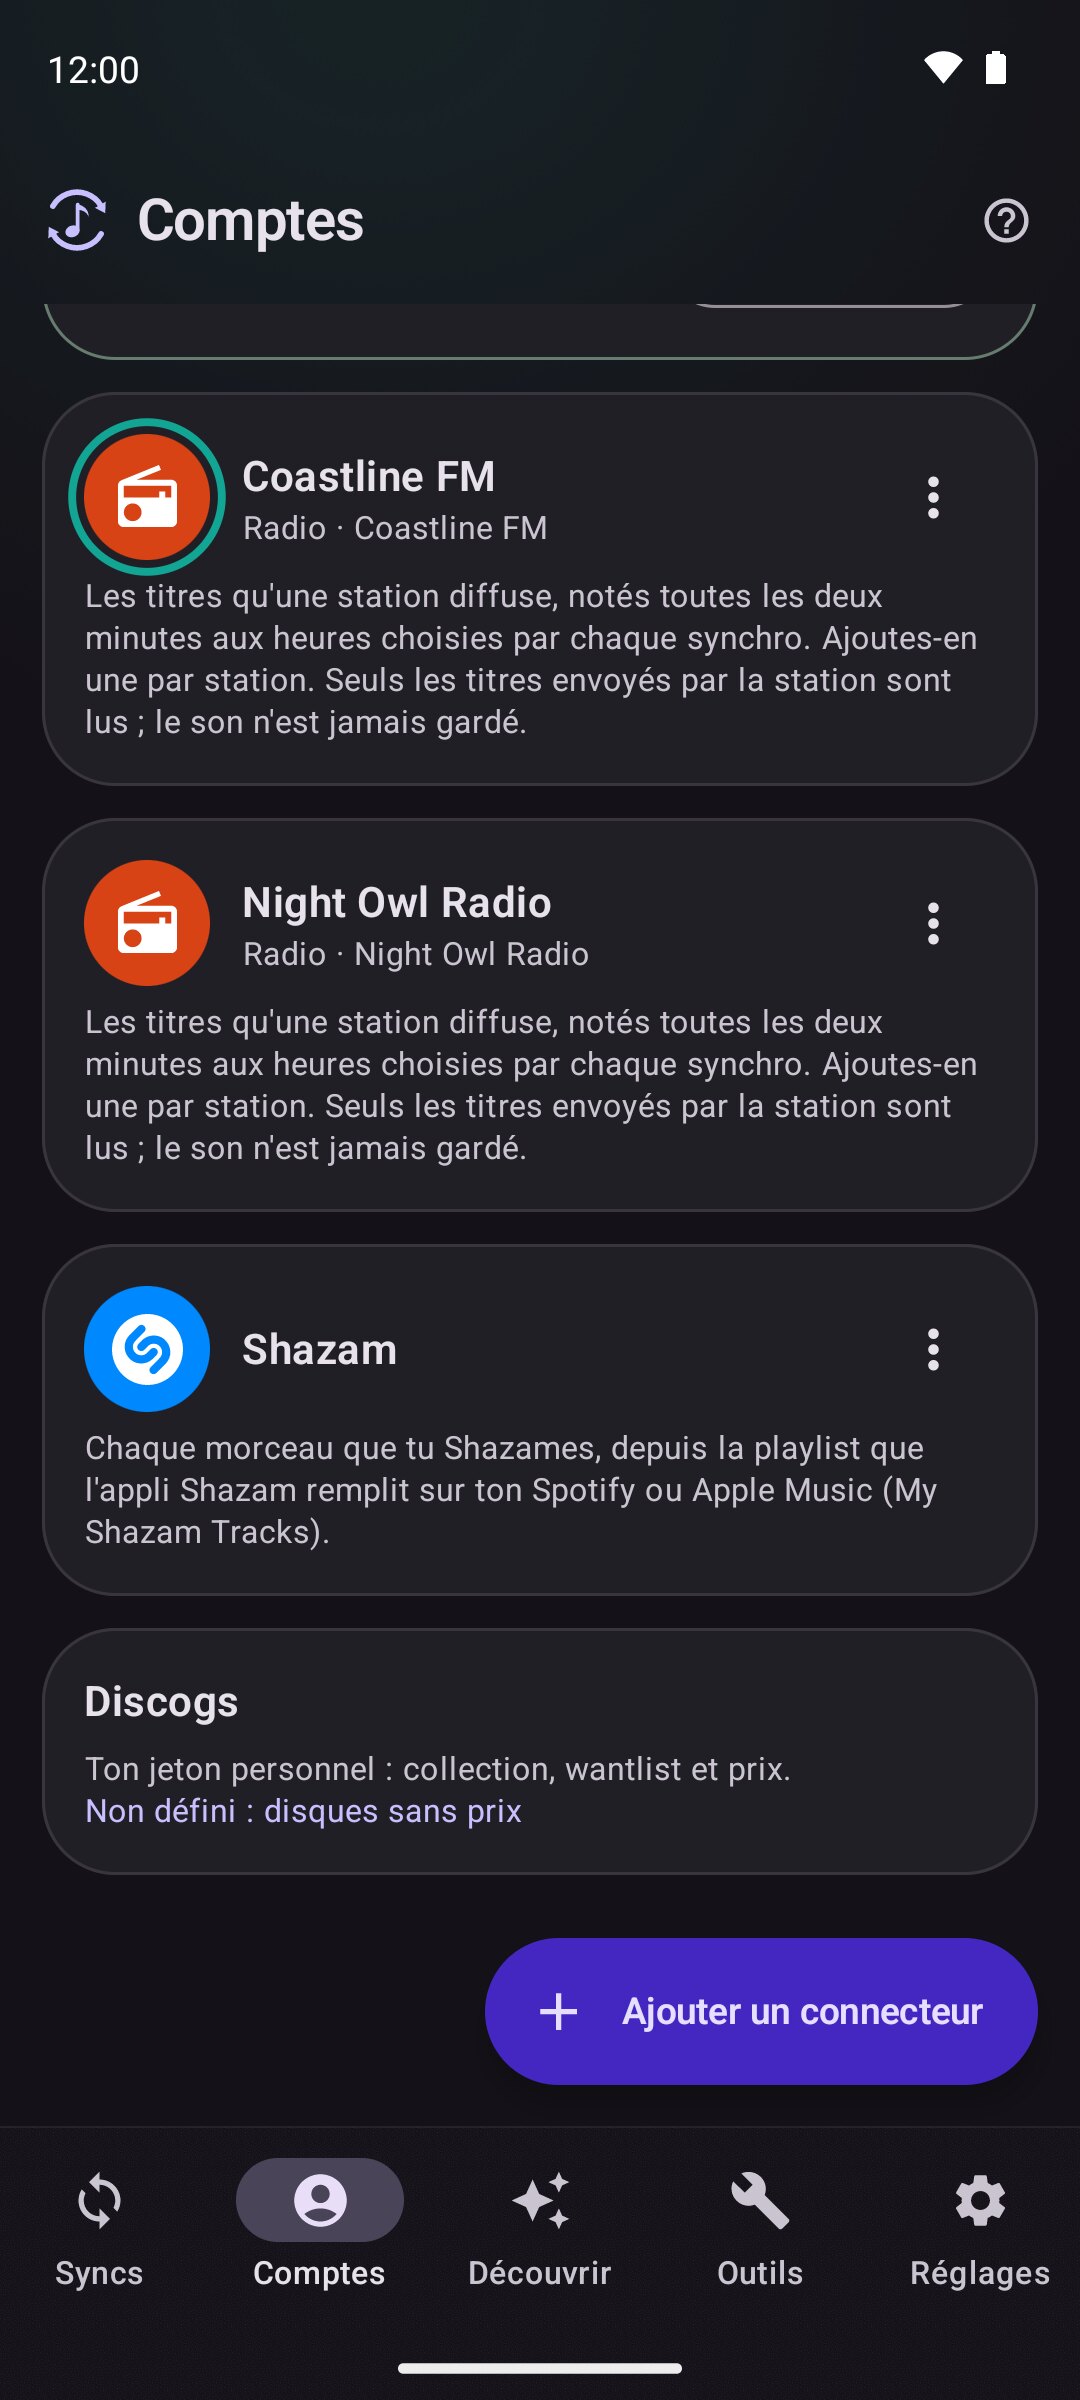 12:00
Comptes
Coastline FM
Radio · Coastline FM
Les titres qu'une station diffuse, notés toutes les deux
minutes aux heures choisies par chaque synchro. Ajoutes-en
une par station. Seuls les titres envoyés par la station sont
lus ; le son n'est jamais gardé.
Night Owl Radio
Radio · Night Owl Radio
Les titres qu'une station diffuse, notés toutes les deux
minutes aux heures choisies par chaque synchro. Ajoutes-en
une par station. Seuls les titres envoyés par la station sont
lus ; le son n'est jamais gardé.
Shazam
Chaque morceau que tu Shazames, depuis la playlist que
l'appli Shazam remplit sur ton Spotify ou Apple Music (My
Shazam Tracks).
Discogs
Ton jeton personnel : collection, wantlist et prix.
Non défini : disques sans prix
Ajouter un connecteur
Syncs
Comptes
Découvrir
Outils
Réglages